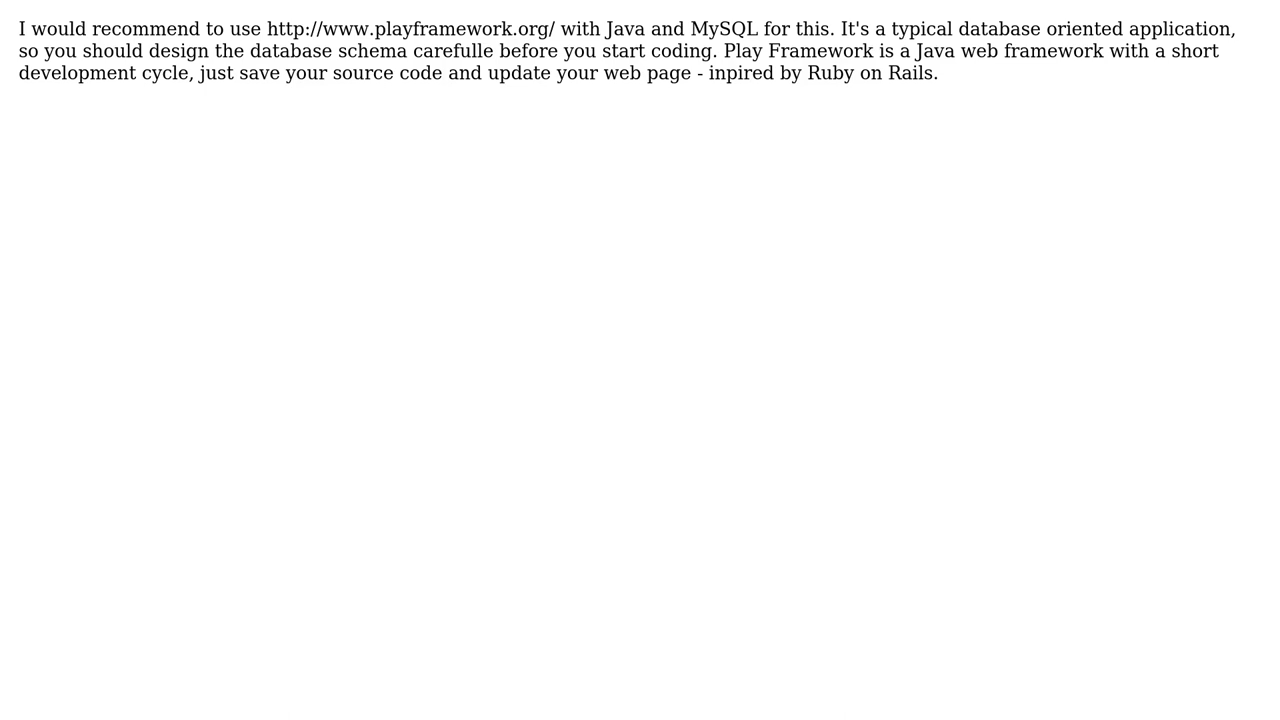 I would recommend to use http://www.playframework.org/ with Java and MySQL for this. It's a typical database oriented application,
so you should design the database schema carefulle before you start coding. Play Framework is a Java web framework with a short
development cycle, just save your source code and update your web page - inpired by Ruby on Rails.